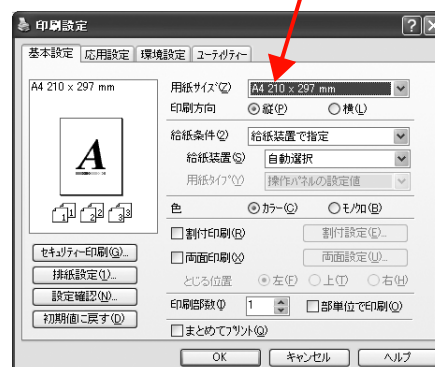 印刷設定
基本設定 応用設定 環境設定 ユーティリティー
A4 210 x 297 mm
A
1 1 2 2 3 3
セキュリティー印刷(G)...
排紙設定(1)...
設定確認(N)...
初期値に戻す(D)
用紙サイズ(Z) A4 210 x 297 mm
印刷方向 縦(P) 横(L)
給紙条件(2) 給紙装置で指定
給紙装置(S) 自動選択
用紙タイプ(Y) 操作パネルの設定値
色 カラー(C) モノクロ(B)
割付印刷(R) 割付設定(E)...
両面印刷(X) 両面設定(U)...
とじる位置 左(F) 上(T) 右(H)
印刷部数(I) 1 部単位で印刷(O)
まとめてプリント(Q)
OK キャンセル ヘルプ